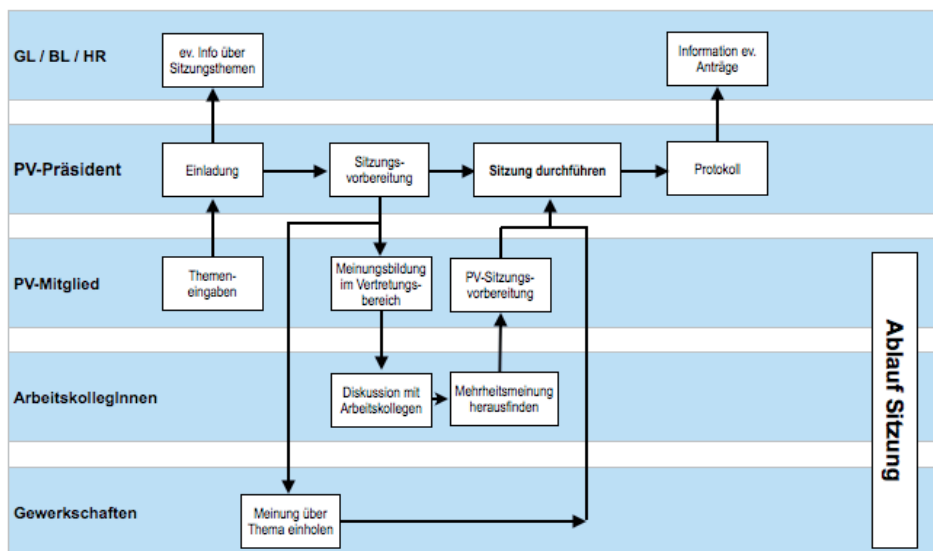 GL / BL / HR
ev. Info über
Sitzungsthemen
Information ev.
Anträge
PV-Präsident
Einladung
Sitzungs-
vorbereitung
Sitzung durchführen
Protokoll
PV-Mitglied
Themen-
eingaben
Meinungsbildung
im Vertretungs-
bereich
PV-Sitzungs-
vorbereitung
ArbeitskollegInnen
Diskussion mit
Arbeitskollegen
Mehrheitsmeinung
herausfinden
Gewerkschaften
Meinung über
Thema einholen
Ablauf Sitzung